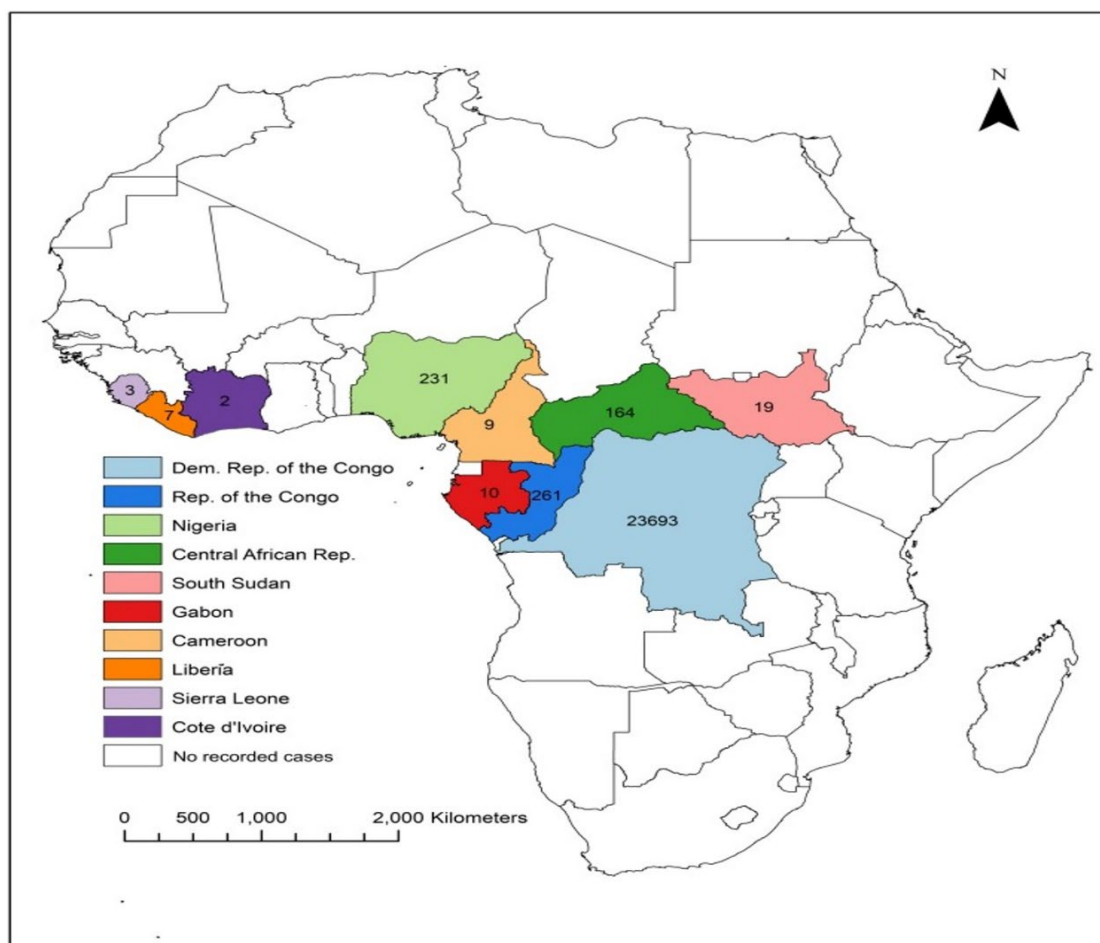 N
231
3
7
2
9
164
19
10
261
23693
Dem. Rep. of the Congo
Rep. of the Congo
Nigeria
Central African Rep.
South Sudan
Gabon
Cameroon
Liberĩa
Sierra Leone
Cote d'Ivoire
No recorded cases
0 500 1,000 2,000 Kilometers